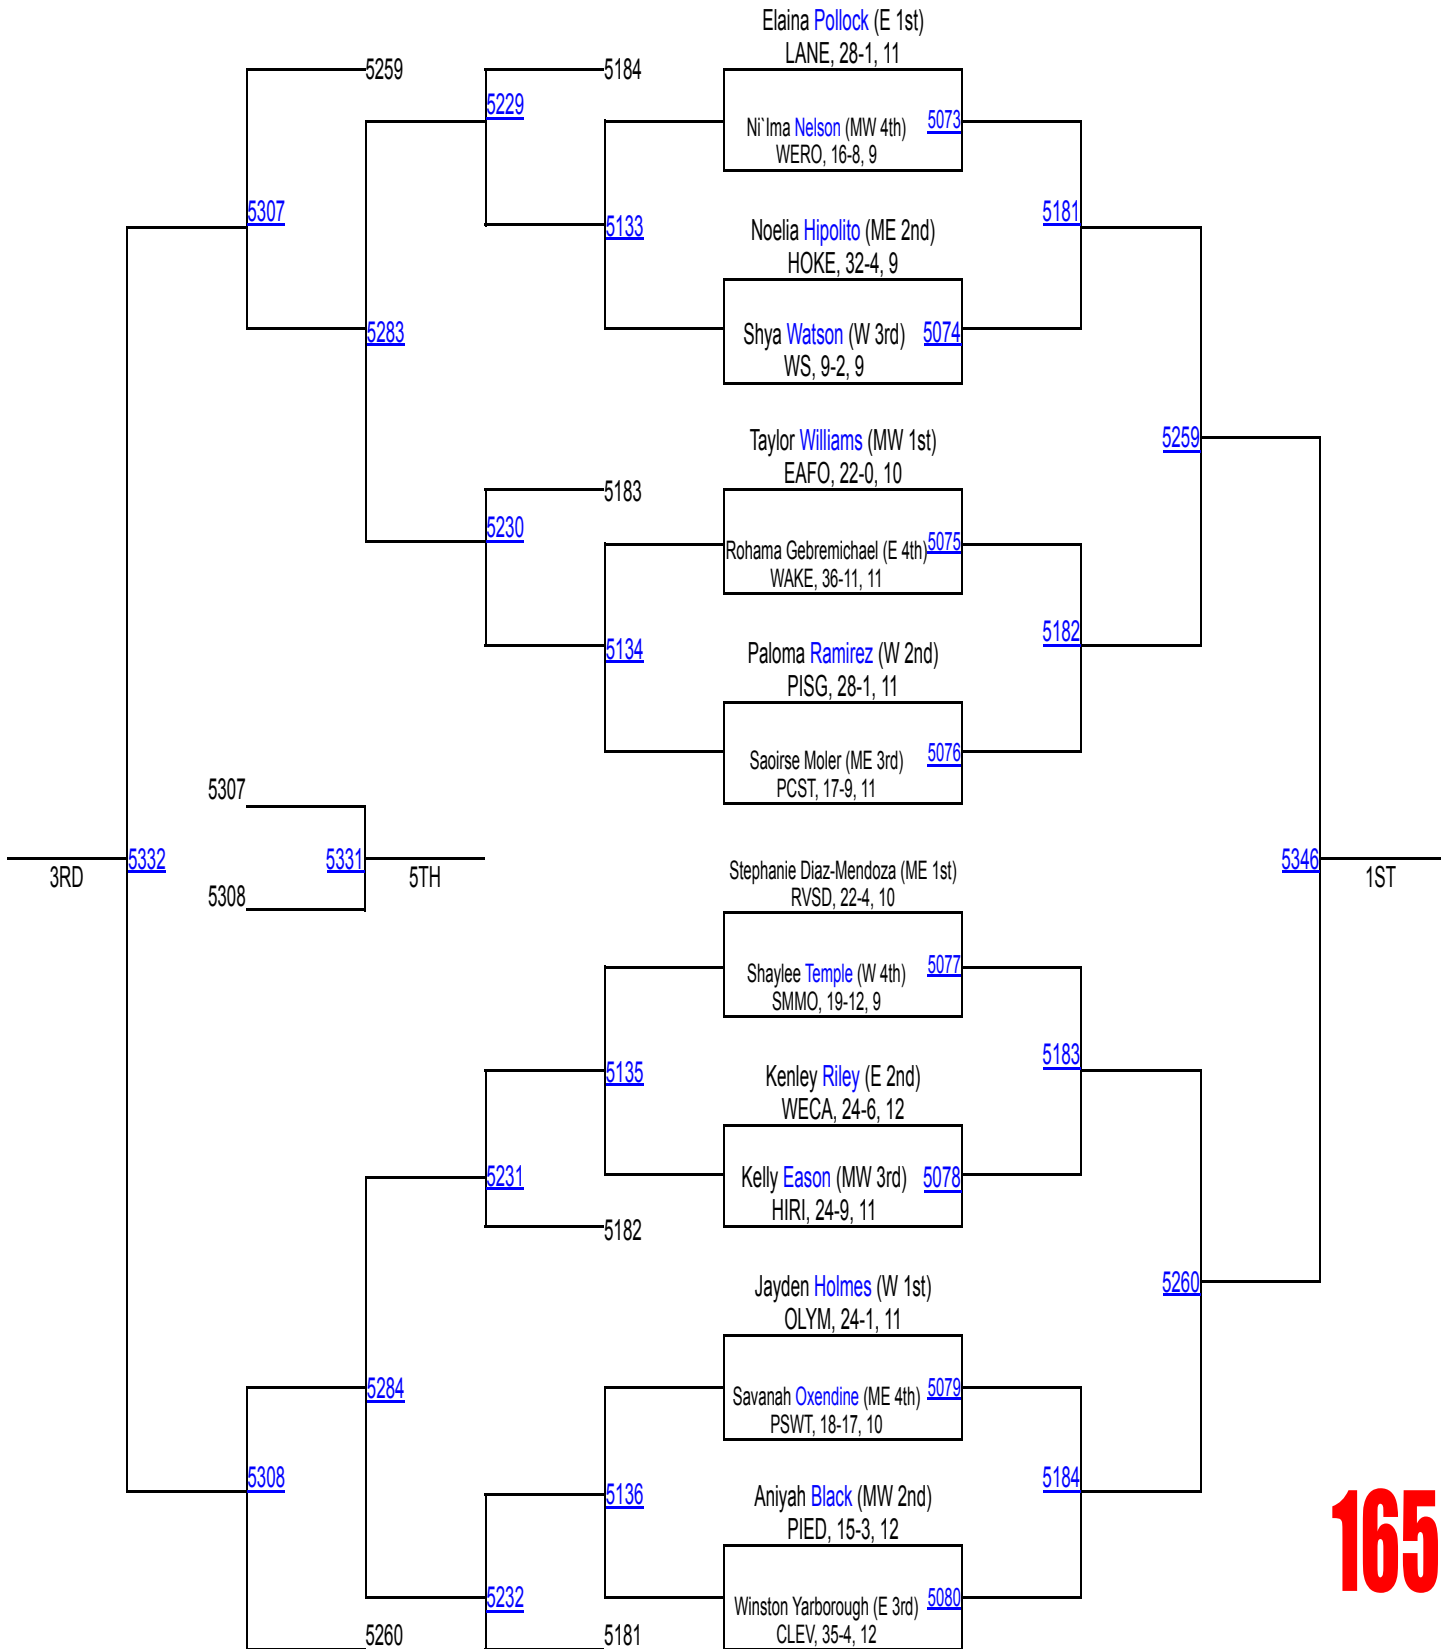 Elaina Pollock (E 1st)
LANE, 28-1, 11
5259
5184
5229
Ni`Ima Nelson (MW 4th)
5073
WERO, 16-8, 9
5307
5133
Noelia Hipolito (ME 2nd)
5181
HOKE, 32-4, 9
5283
Shya Watson (W 3rd)
5074
WS, 9-2, 9
Taylor Williams (MW 1st)
5259
EAFO, 22-0, 10
5183
5230
Rohama Gebremichael (E 4th)
5075
WAKE, 36-11, 11
5134
Paloma Ramirez (W 2nd)
5182
PISG, 28-1, 11
Saoirse Moler (ME 3rd)
5076
PCST, 17-9, 11
5307
5332
3RD
5331
5TH
5308
Stephanie Diaz-Mendoza (ME 1st)
RVSD, 22-4, 10
5346
1ST
Shaylee Temple (W 4th)
5077
SMMO, 19-12, 9
5135
Kenley Riley (E 2nd)
5183
WECA, 24-6, 12
5231
Kelly Eason (MW 3rd)
5078
HIRI, 24-9, 11
5182
Jayden Holmes (W 1st)
5260
OLYM, 24-1, 11
5284
Savanah Oxendine (ME 4th)
5079
PSWT, 18-17, 10
5308
5136
Aniyah Black (MW 2nd)
5184
PIED, 15-3, 12
165
5232
Winston Yarborough (E 3rd)
5080
CLEV, 35-4, 12
5260
5181